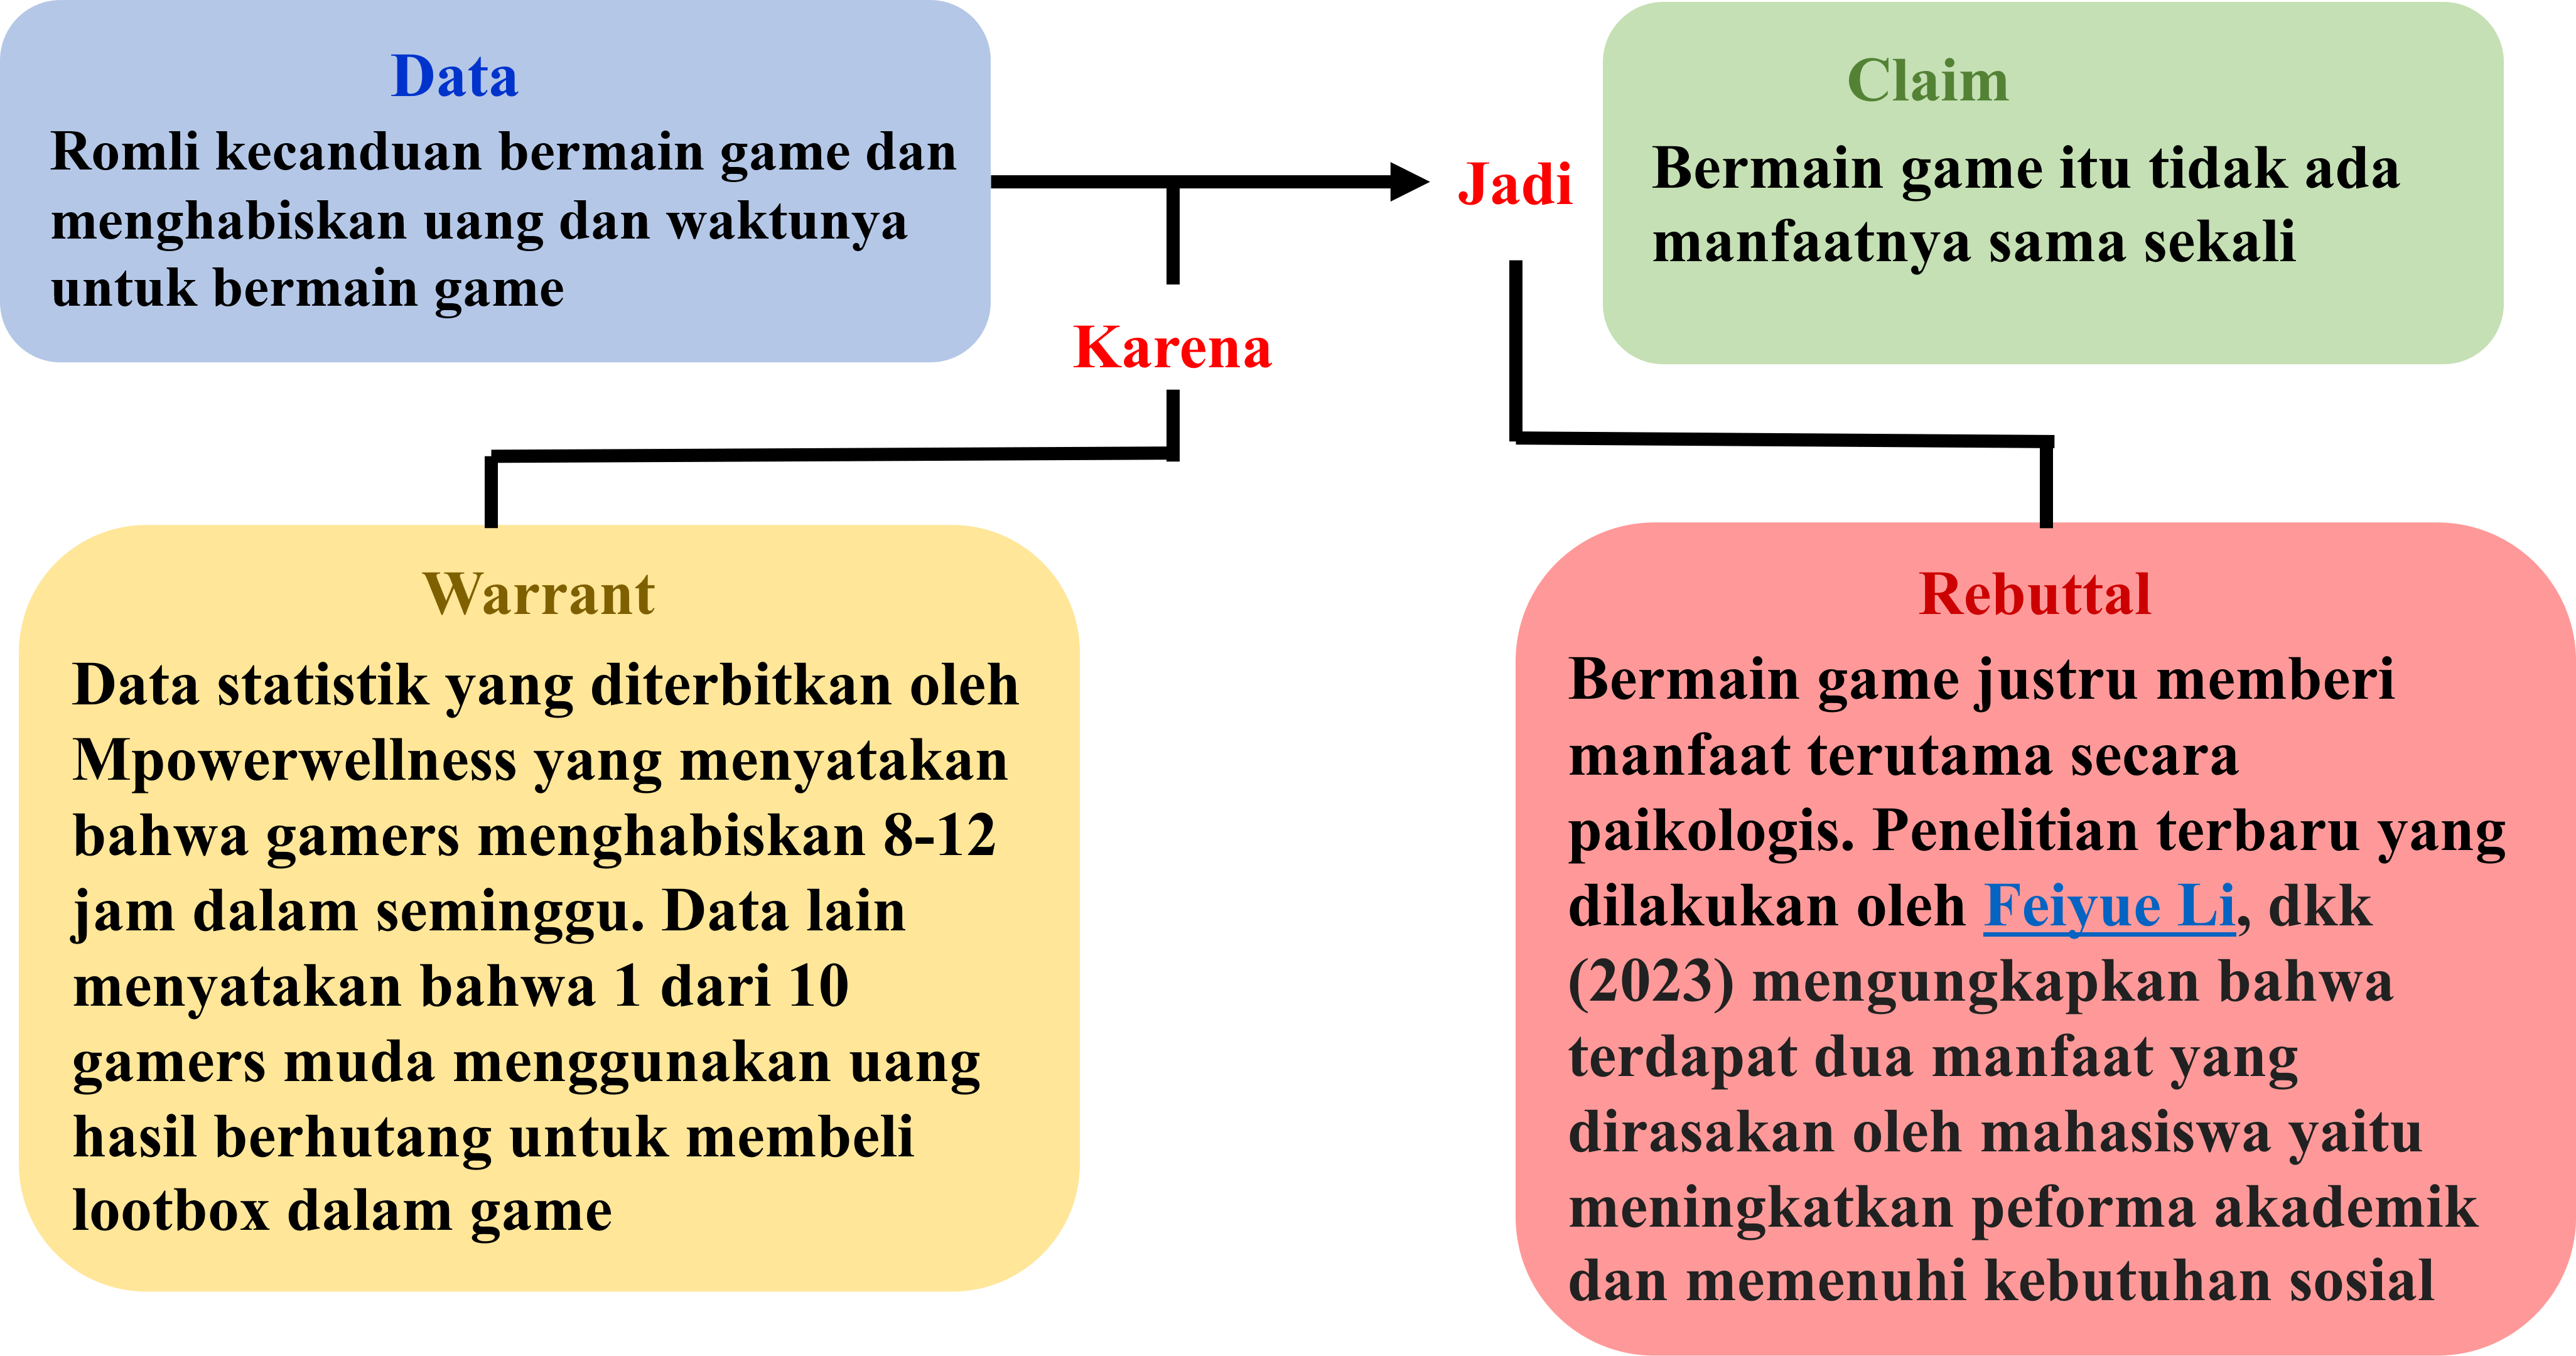 Data
Romli kecanduan bermain game dan
menghabiskan uang dan waktunya
untuk bermain game
Karena
Jadi
Claim
Bermain game itu tidak ada
manfaatnya sama sekali
Warrant
Data statistik yang diterbitkan oleh
Mpowerwellness yang menyatakan
bahwa gamers menghabiskan 8-12
jam dalam seminggu. Data lain
menyatakan bahwa 1 dari 10
gamers muda menggunakan uang
hasil berhutang untuk membeli
lootbox dalam game
Rebuttal
Bermain game justru memberi
manfaat terutama secara
paikologis. Penelitian terbaru yang
dilakukan oleh Feiyue Li, dkk
(2023) mengungkapkan bahwa
terdapat dua manfaat yang
dirasakan oleh mahasiswa yaitu
meningkatkan peforma akademik
dan memenuhi kebutuhan sosial